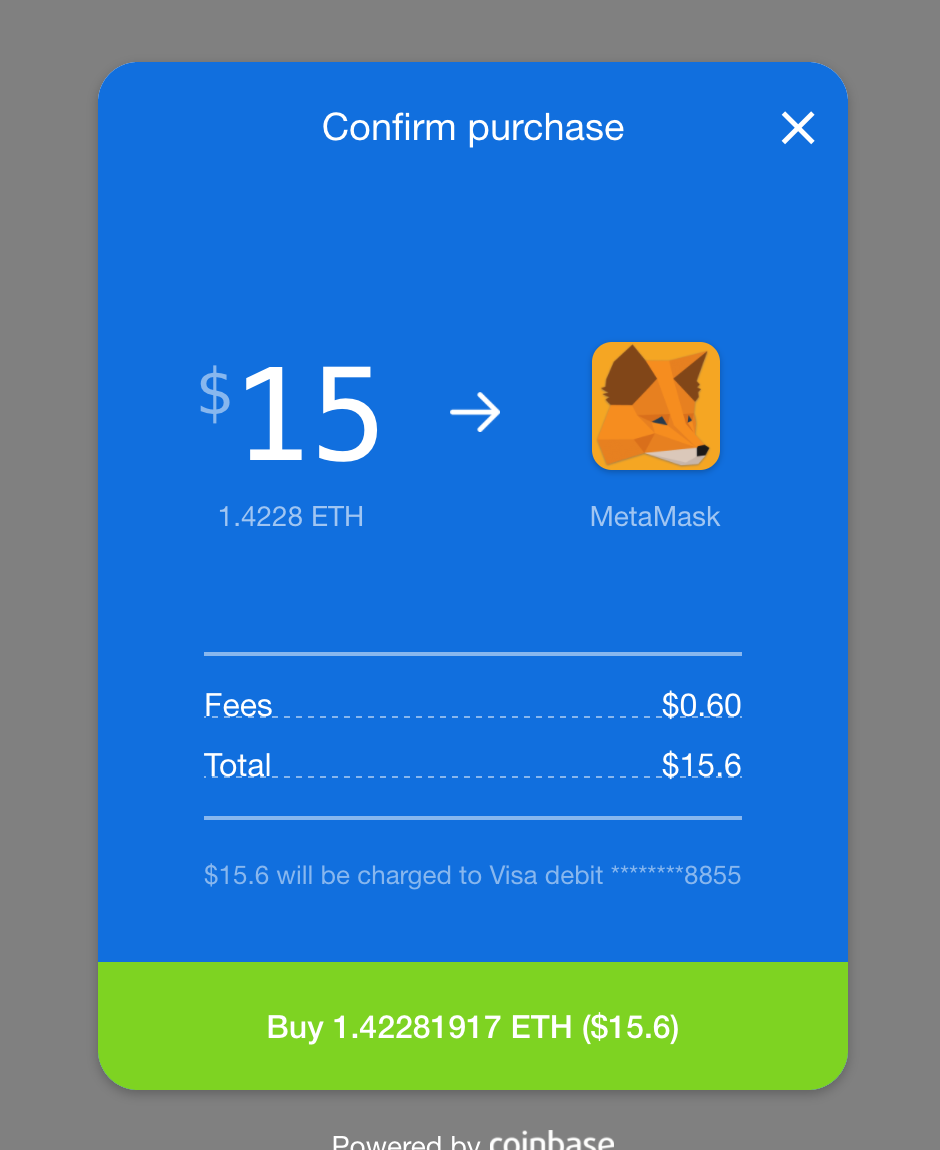 Confirm purchase
$15
1.4228 ETH
MetaMask
Fees $0.60
Total $15.6
$15.6 will be charged to Visa debit ********8855
Buy 1.42281917 ETH ($15.6)
Powered by coinbase